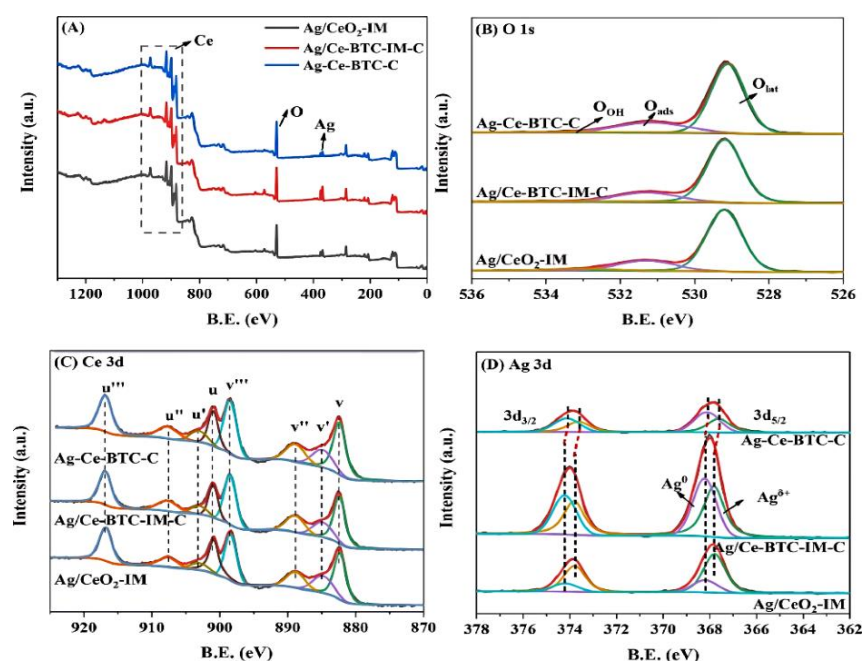 (A)
Ce
Ag/CeO₂-IM
Ag/Ce-BTC-IM-C
Ag-Ce-BTC-C
O
Ag
Intensity (a.u.)
1200 1000 800 600 400 200 0
B.E. (eV)
(B) O 1s
O_OH O_ads O_lat
Ag-Ce-BTC-C
Ag/Ce-BTC-IM-C
Ag/CeO₂-IM
Intensity (a.u.)
536 534 532 530 528 526
B.E. (eV)
(C) Ce 3d
u''' u'' u' u v''' v'' v' v
Ag-Ce-BTC-C
Ag/Ce-BTC-IM-C
Ag/CeO₂-IM
Intensity (a.u.)
920 910 900 890 880 870
B.E. (eV)
(D) Ag 3d
3d₃/₂ 3d₅/₂
Ag-Ce-BTC-C
Ag⁰ Agᵟ⁺
Ag/Ce-BTC-IM-C
Ag/CeO₂-IM
Intensity (a.u.)
378 376 374 372 370 368 366 364 362
B.E. (eV)